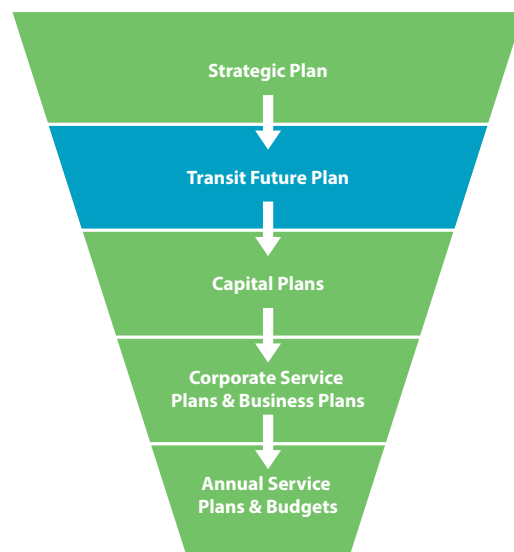 Strategic Plan
Transit Future Plan
Capital Plans
Corporate Service
Plans & Business Plans
Annual Service
Plans & Budgets